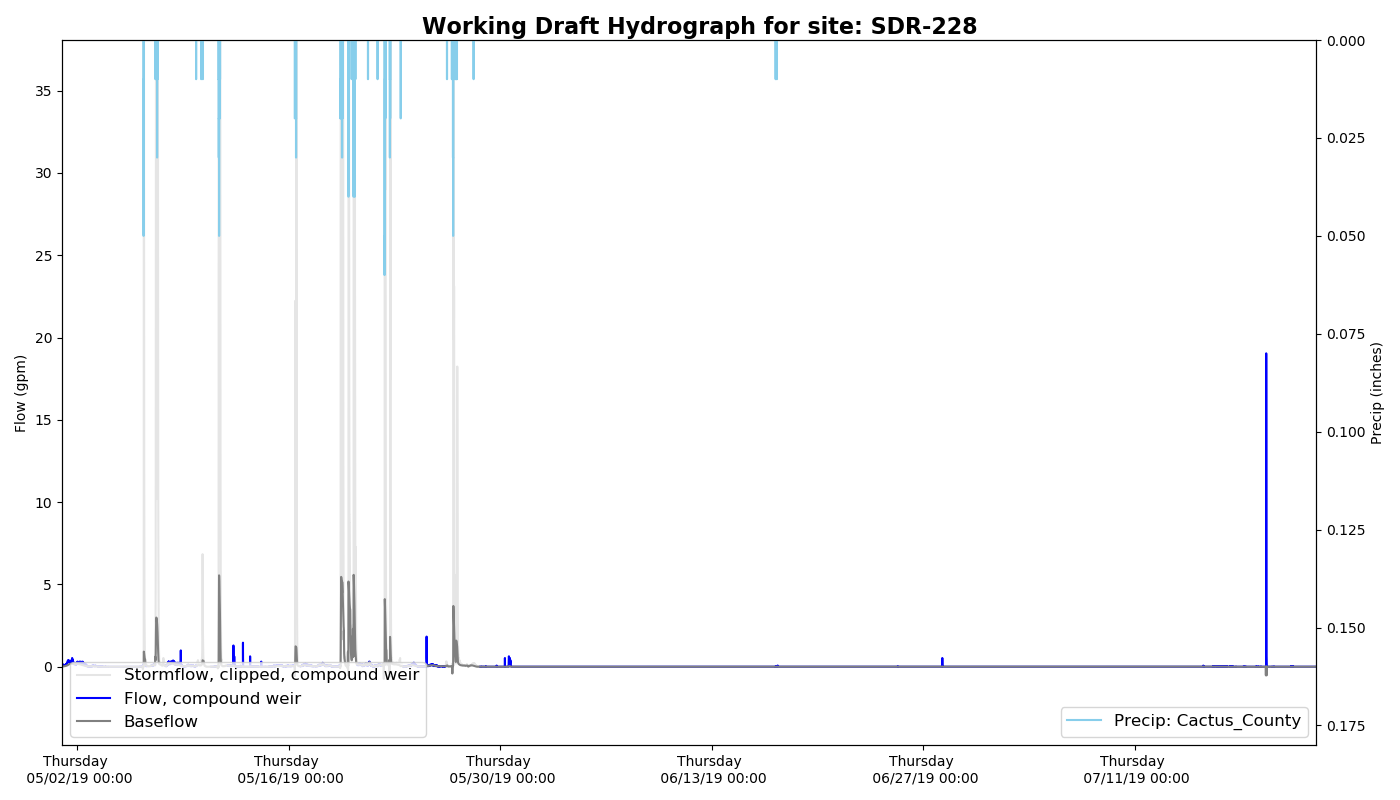 Working Draft Hydrograph for site: SDR-228
Flow (gpm)
35
30
25
20
15
10
5
0
0.000
0.025
0.050
0.075
0.100
0.125
0.150
0.175
Precip (inches)
Stormflow, clipped, compound weir
Flow, compound weir
Baseflow
Precip: Cactus_County
Thursday
05/02/19 00:00
Thursday
05/16/19 00:00
Thursday
05/30/19 00:00
Thursday
06/13/19 00:00
Thursday
06/27/19 00:00
Thursday
07/11/19 00:00